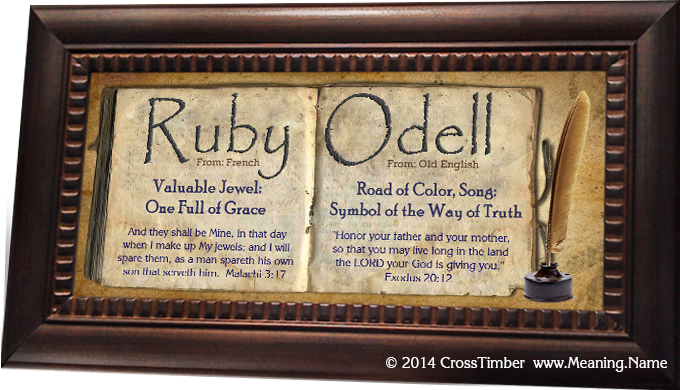 Ruby
From: French
Valuable Jewel:
One Full of Grace
And they shall be Mine, in that day
when I make up My jewels; and I will
spare them, as a man spareth his own
son that serveth him. Malachi 3:17
Odell
From: Old English
Road of Color, Song:
Symbol of the Way of Truth
"Honor your father and your mother,
so that you may live long in the land
the LORD your God is giving you."
Exodus 20:12
© 2014 CrossTimber www.Meaning.Name